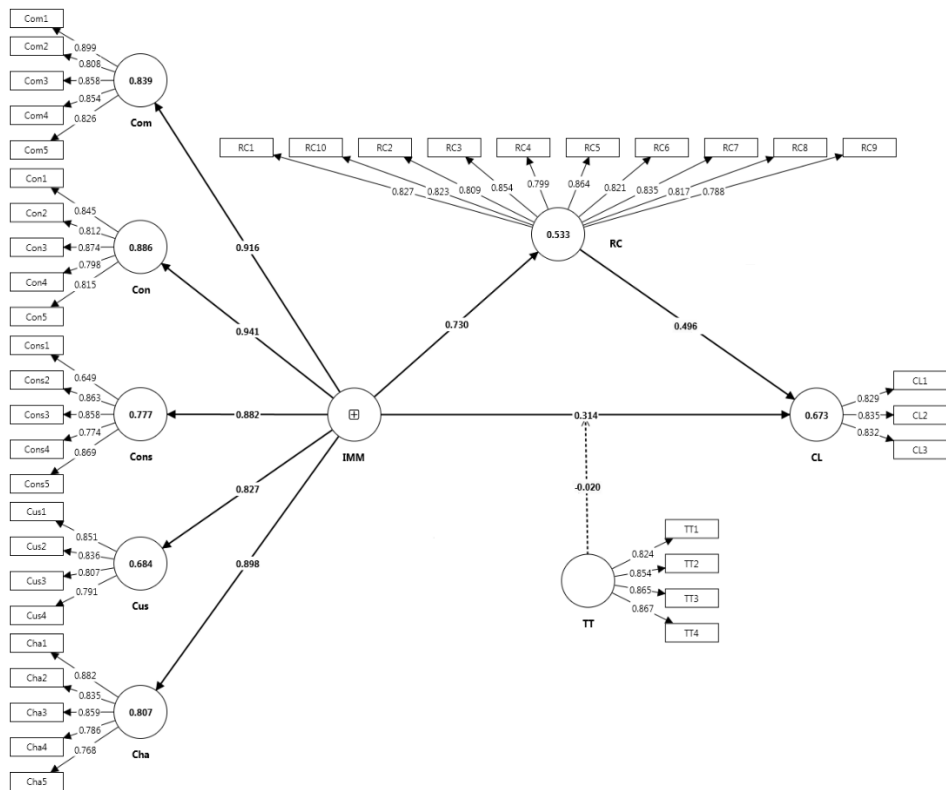 Com1
Com2
Com3
Com4
Com5
0.899
0.808
0.858
0.854
0.826
0.839
Com
Con1
Con2
Con3
Con4
Con5
0.845
0.812
0.874
0.798
0.815
0.886
Con
Cons1
Cons2
Cons3
Cons4
Cons5
0.649
0.863
0.858
0.774
0.869
0.777
Cons
Cus1
Cus2
Cus3
Cus4
0.851
0.836
0.807
0.791
0.684
Cus
Cha1
Cha2
Cha3
Cha4
Cha5
0.882
0.835
0.859
0.786
0.768
0.807
Cha
0.916
0.941
0.882
0.827
0.898
IMM
RC1 RC10 RC2 RC3 RC4 RC5 RC6 RC7 RC8 RC9
0.827 0.823 0.809 0.854 0.799 0.864 0.821 0.835 0.817 0.788
0.533
RC
0.730
0.496
0.314
-0.020
TT
TT1
TT2
TT3
TT4
0.824
0.854
0.865
0.867
0.673
CL
0.829
0.835
0.832
CL1
CL2
CL3